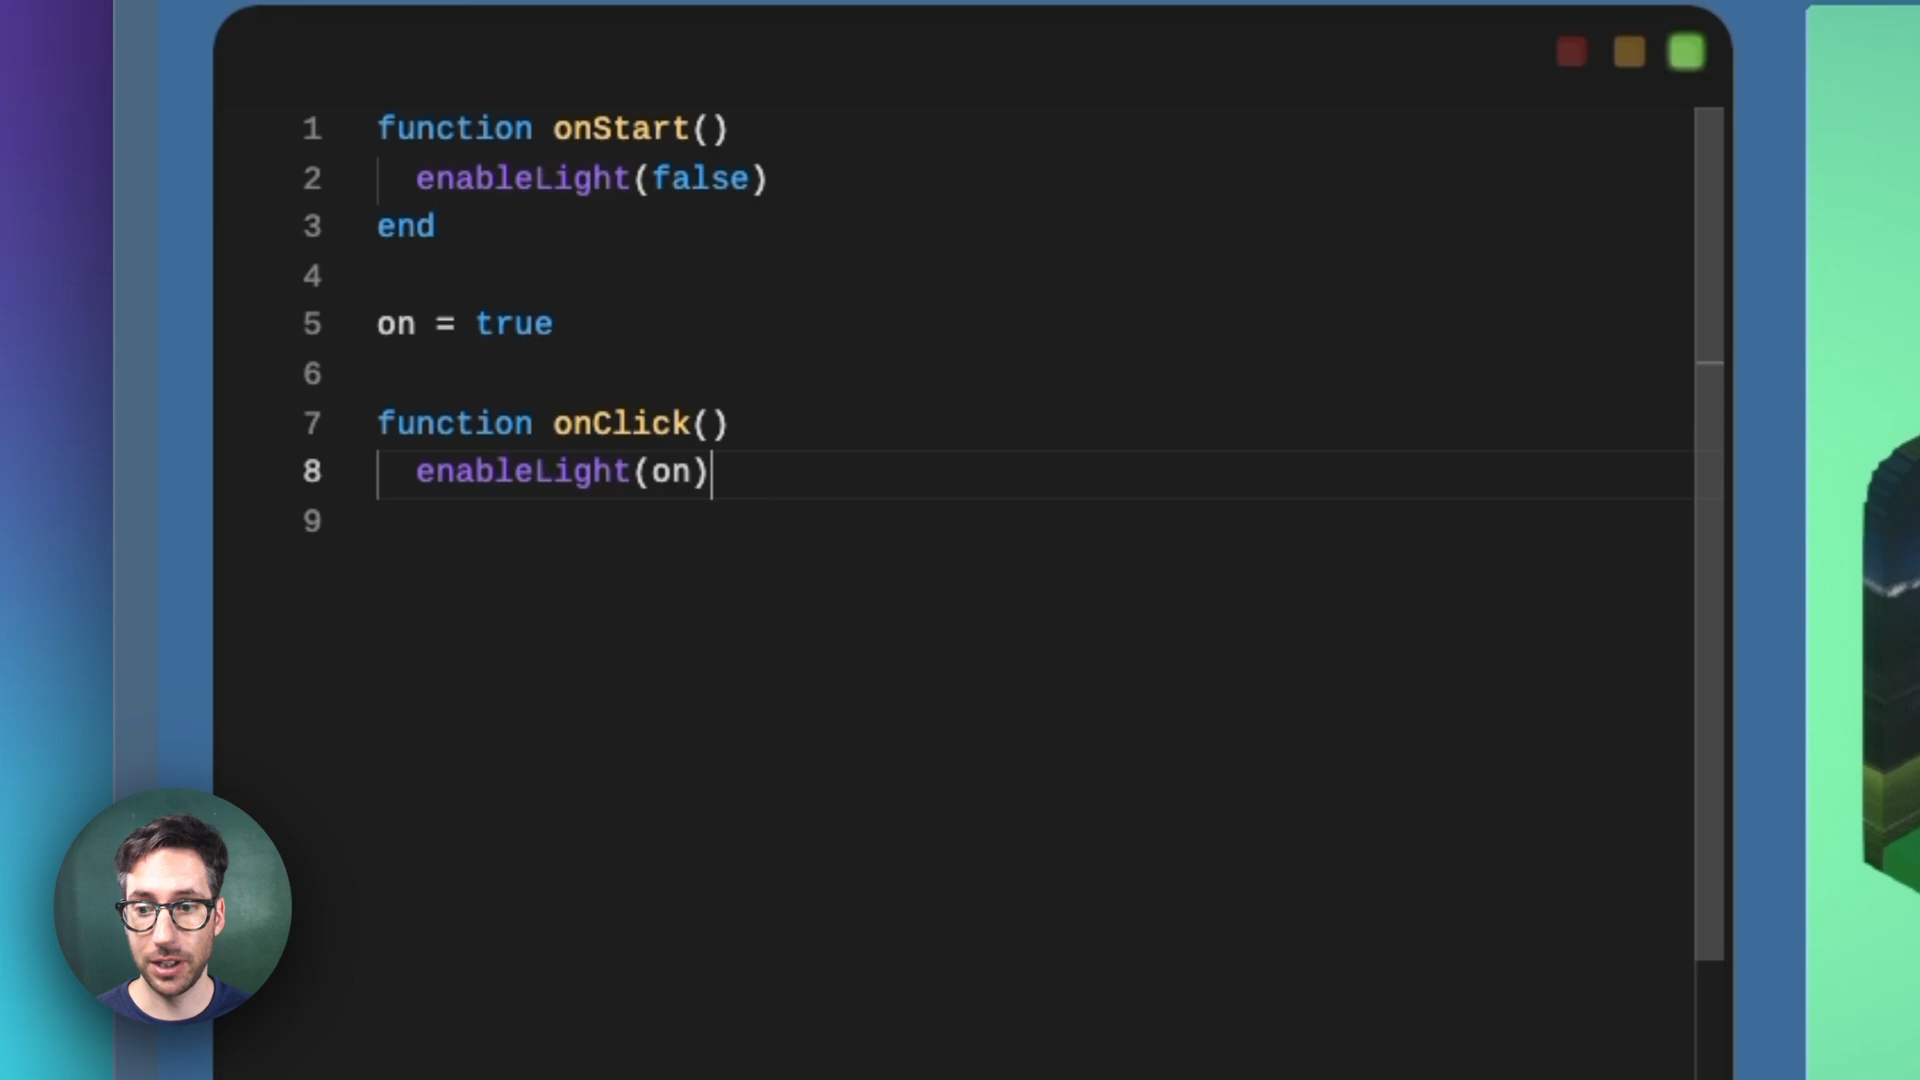 1 function onStart()
2 enableLight(false)
3 end
4
5 on = true
6
7 function onClick()
8 enableLight(on)
9